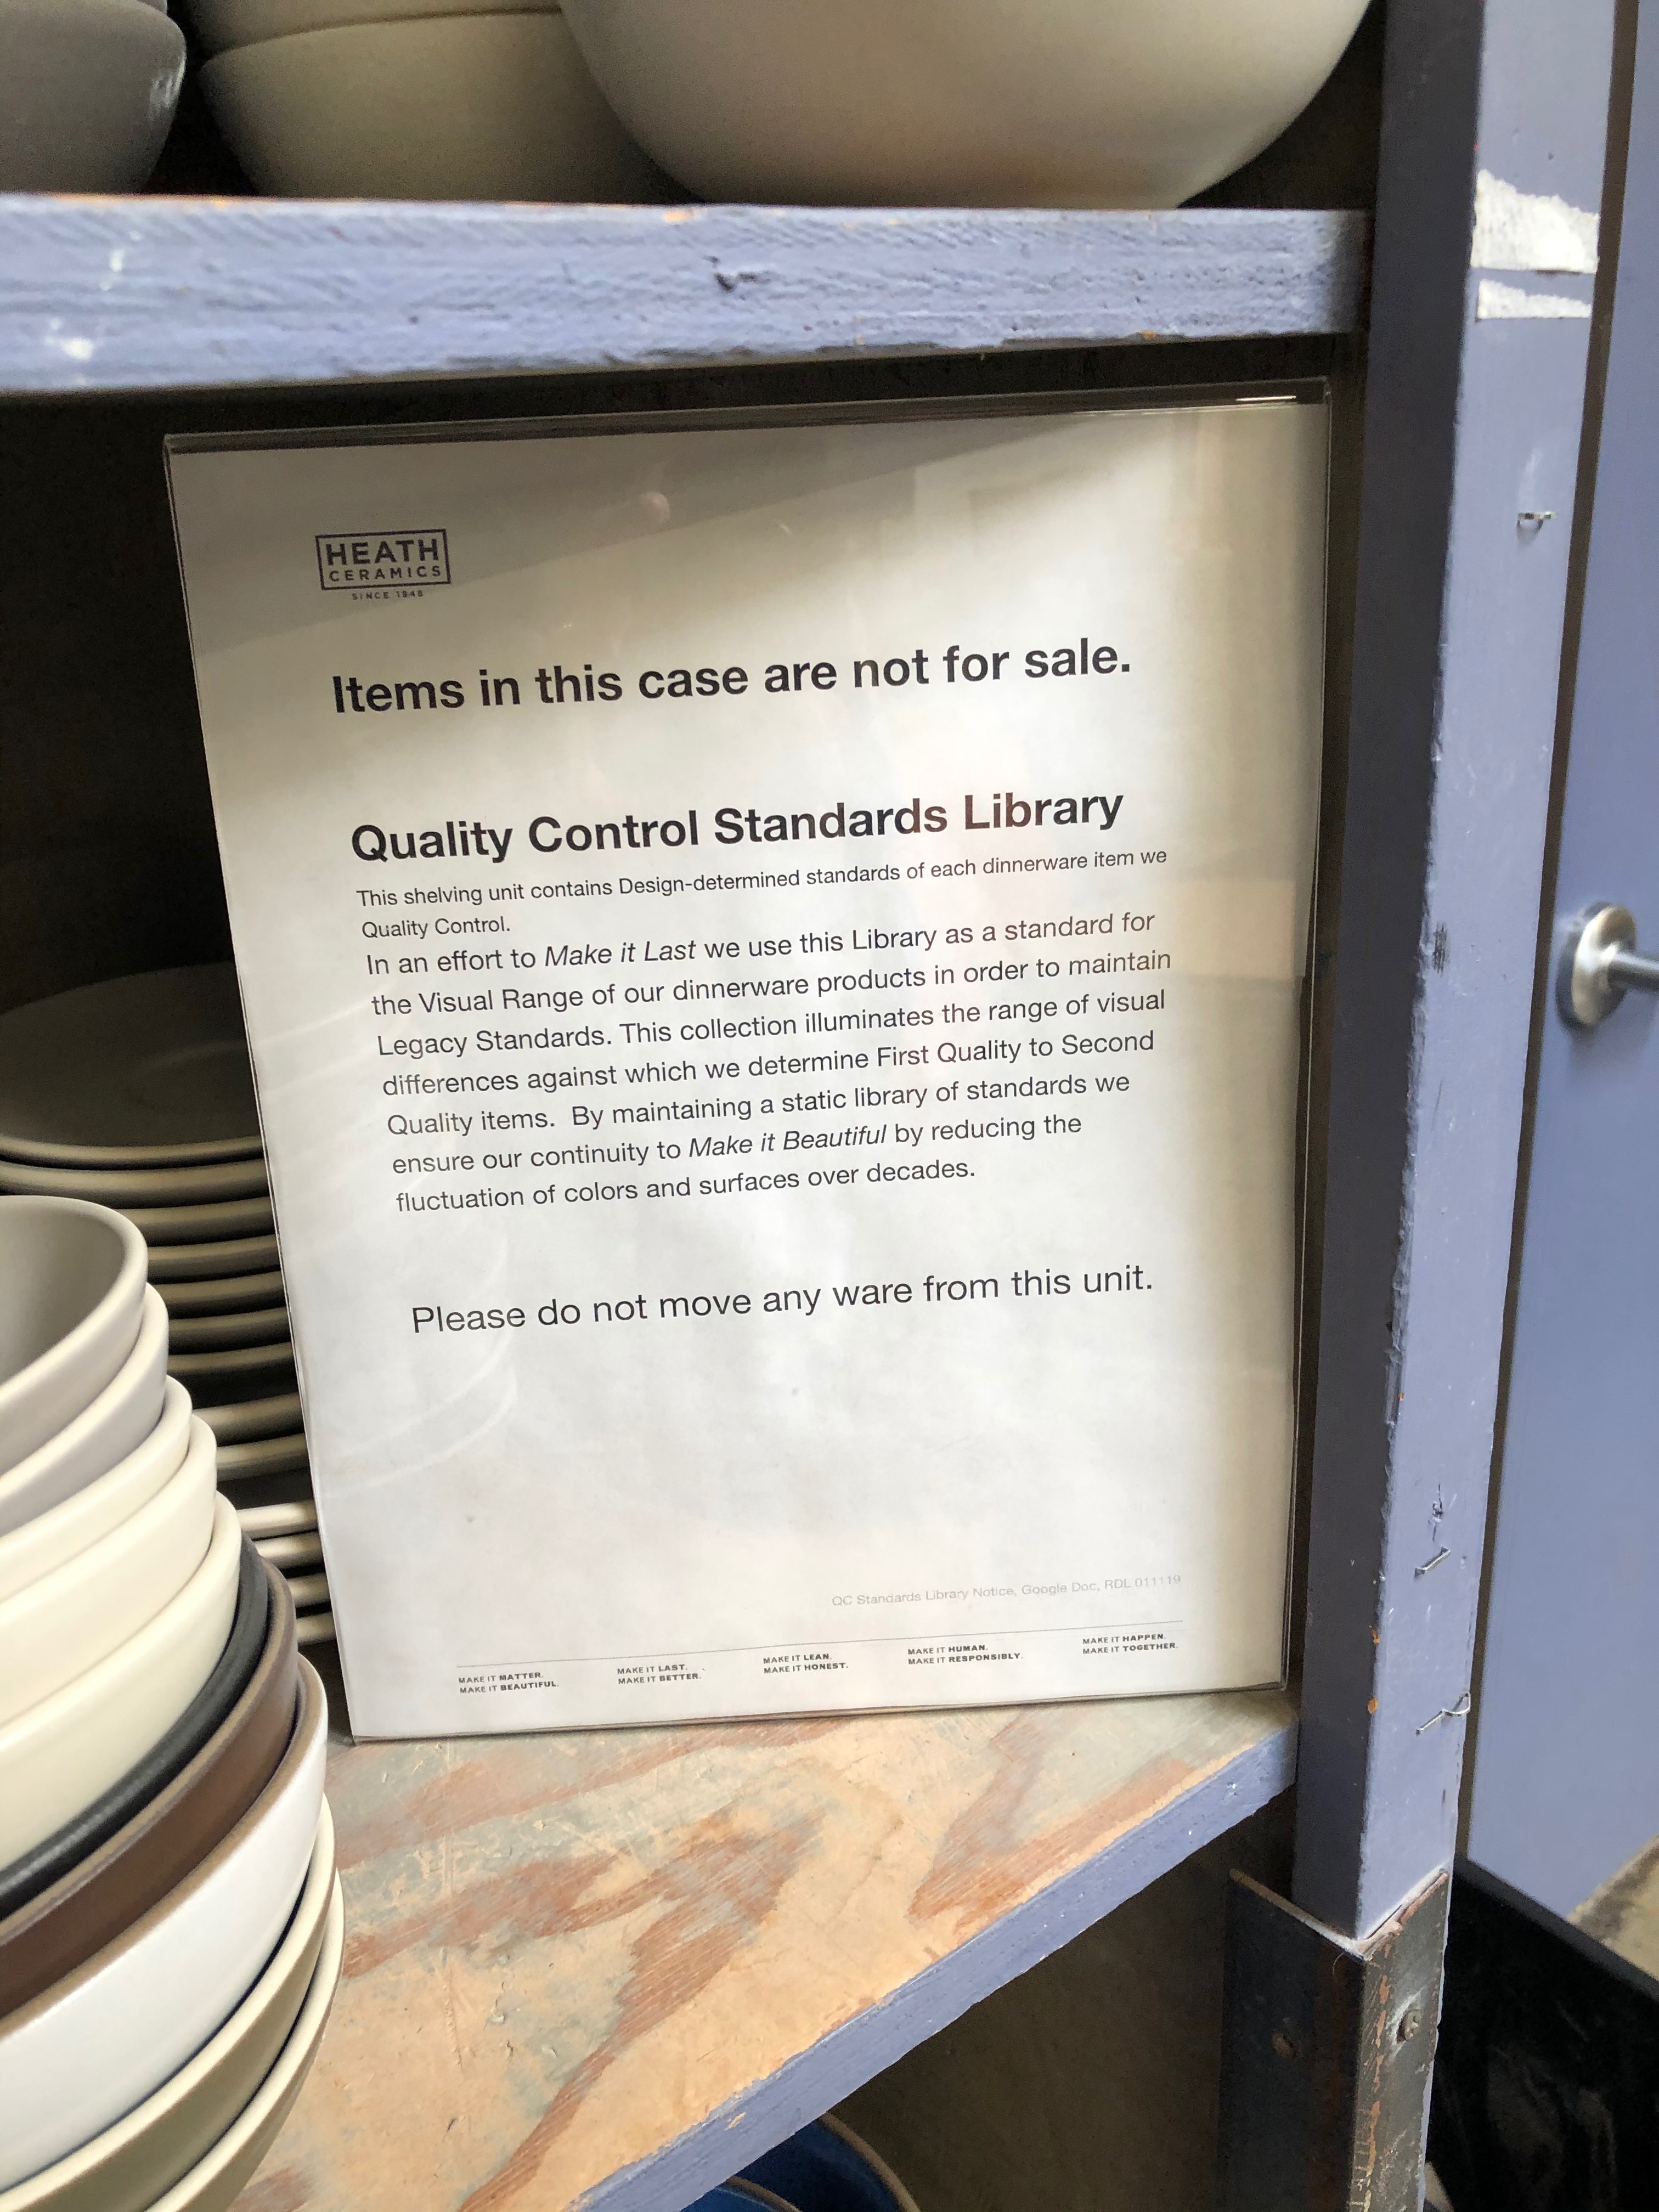 HEATH
CERAMICS
SINCE 1948
Items in this case are not for sale.
Quality Control Standards Library
This shelving unit contains Design-determined standards of each dinnerware item we
Quality Control.
In an effort to Make it Last we use this Library as a standard for
the Visual Range of our dinnerware products in order to maintain
Legacy Standards. This collection illuminates the range of visual
differences against which we determine First Quality to Second
Quality items. By maintaining a static library of standards we
ensure our continuity to Make it Beautiful by reducing the
fluctuation of colors and surfaces over decades.
Please do not move any ware from this unit.
QC Standards Library Notice, Google Doc, RDL 011119
MAKE IT MATTER.
MAKE IT BEAUTIFUL.
MAKE IT LAST.
MAKE IT BETTER.
MAKE IT LEAN.
MAKE IT HONEST.
MAKE IT HUMAN.
MAKE IT RESPONSIBLY.
MAKE IT HAPPEN.
MAKE IT TOGETHER.